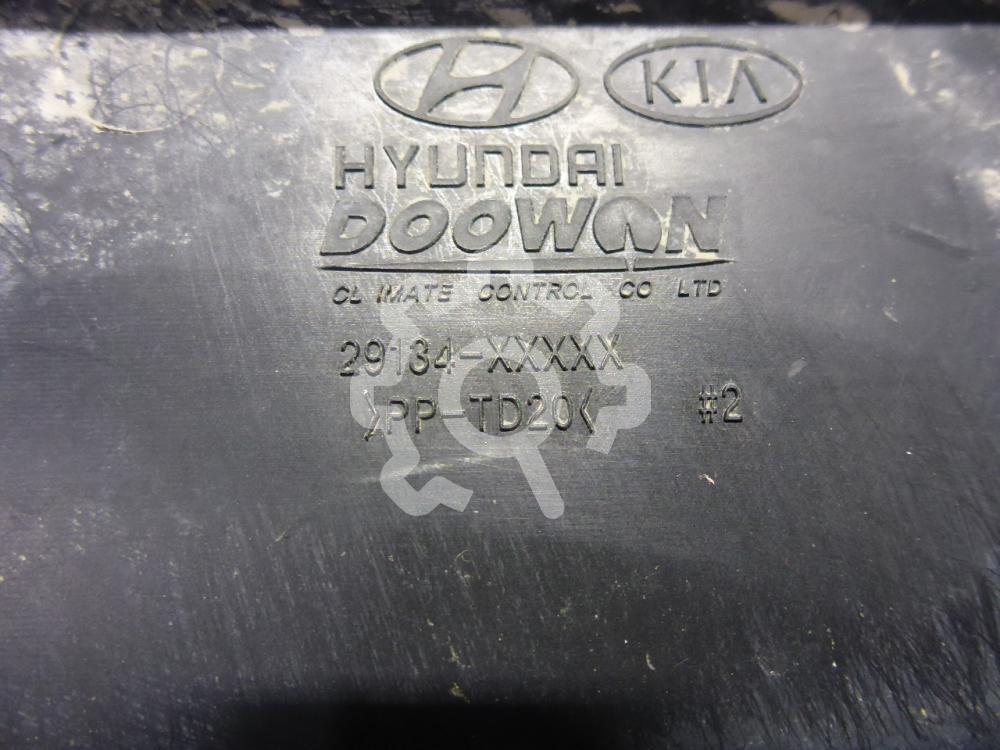 KIA
HYUNDAI
DOOWON
CLIMATE CONTROL CO LTD
29134-XXXXX
>PP-TD20< #2